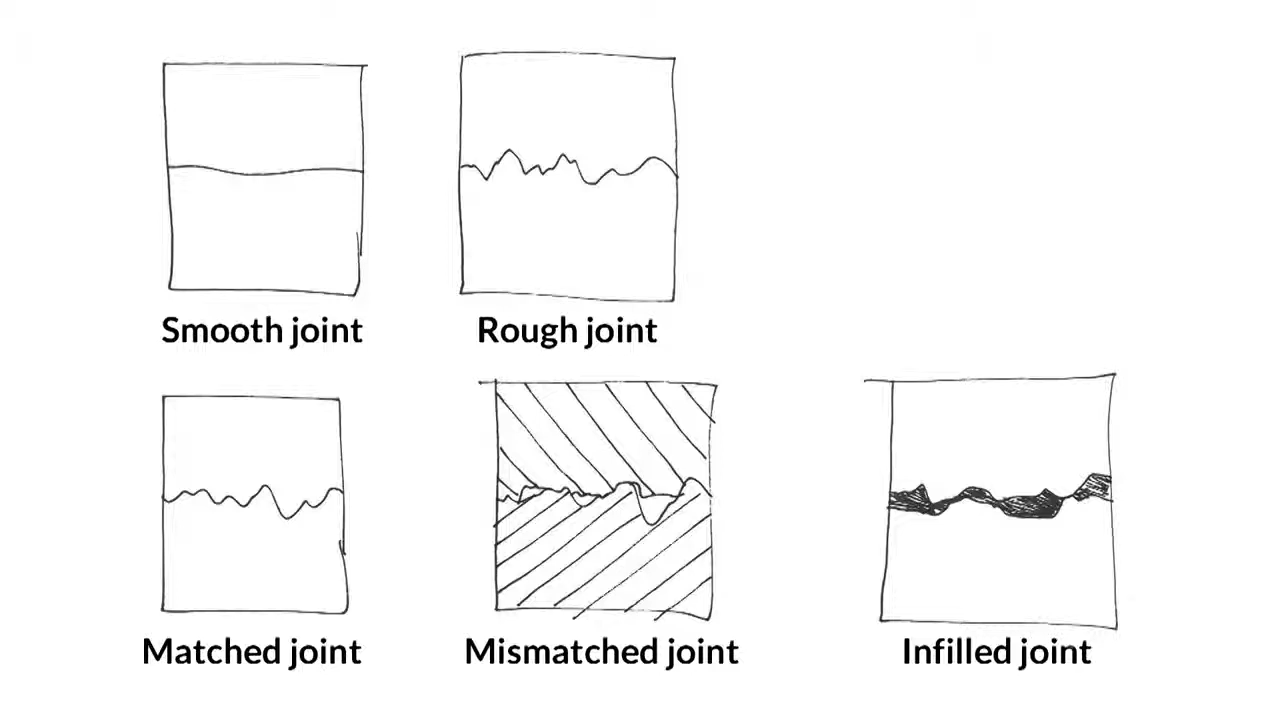 Smooth joint
Rough joint
Matched joint
Mismatched joint
Infilled joint